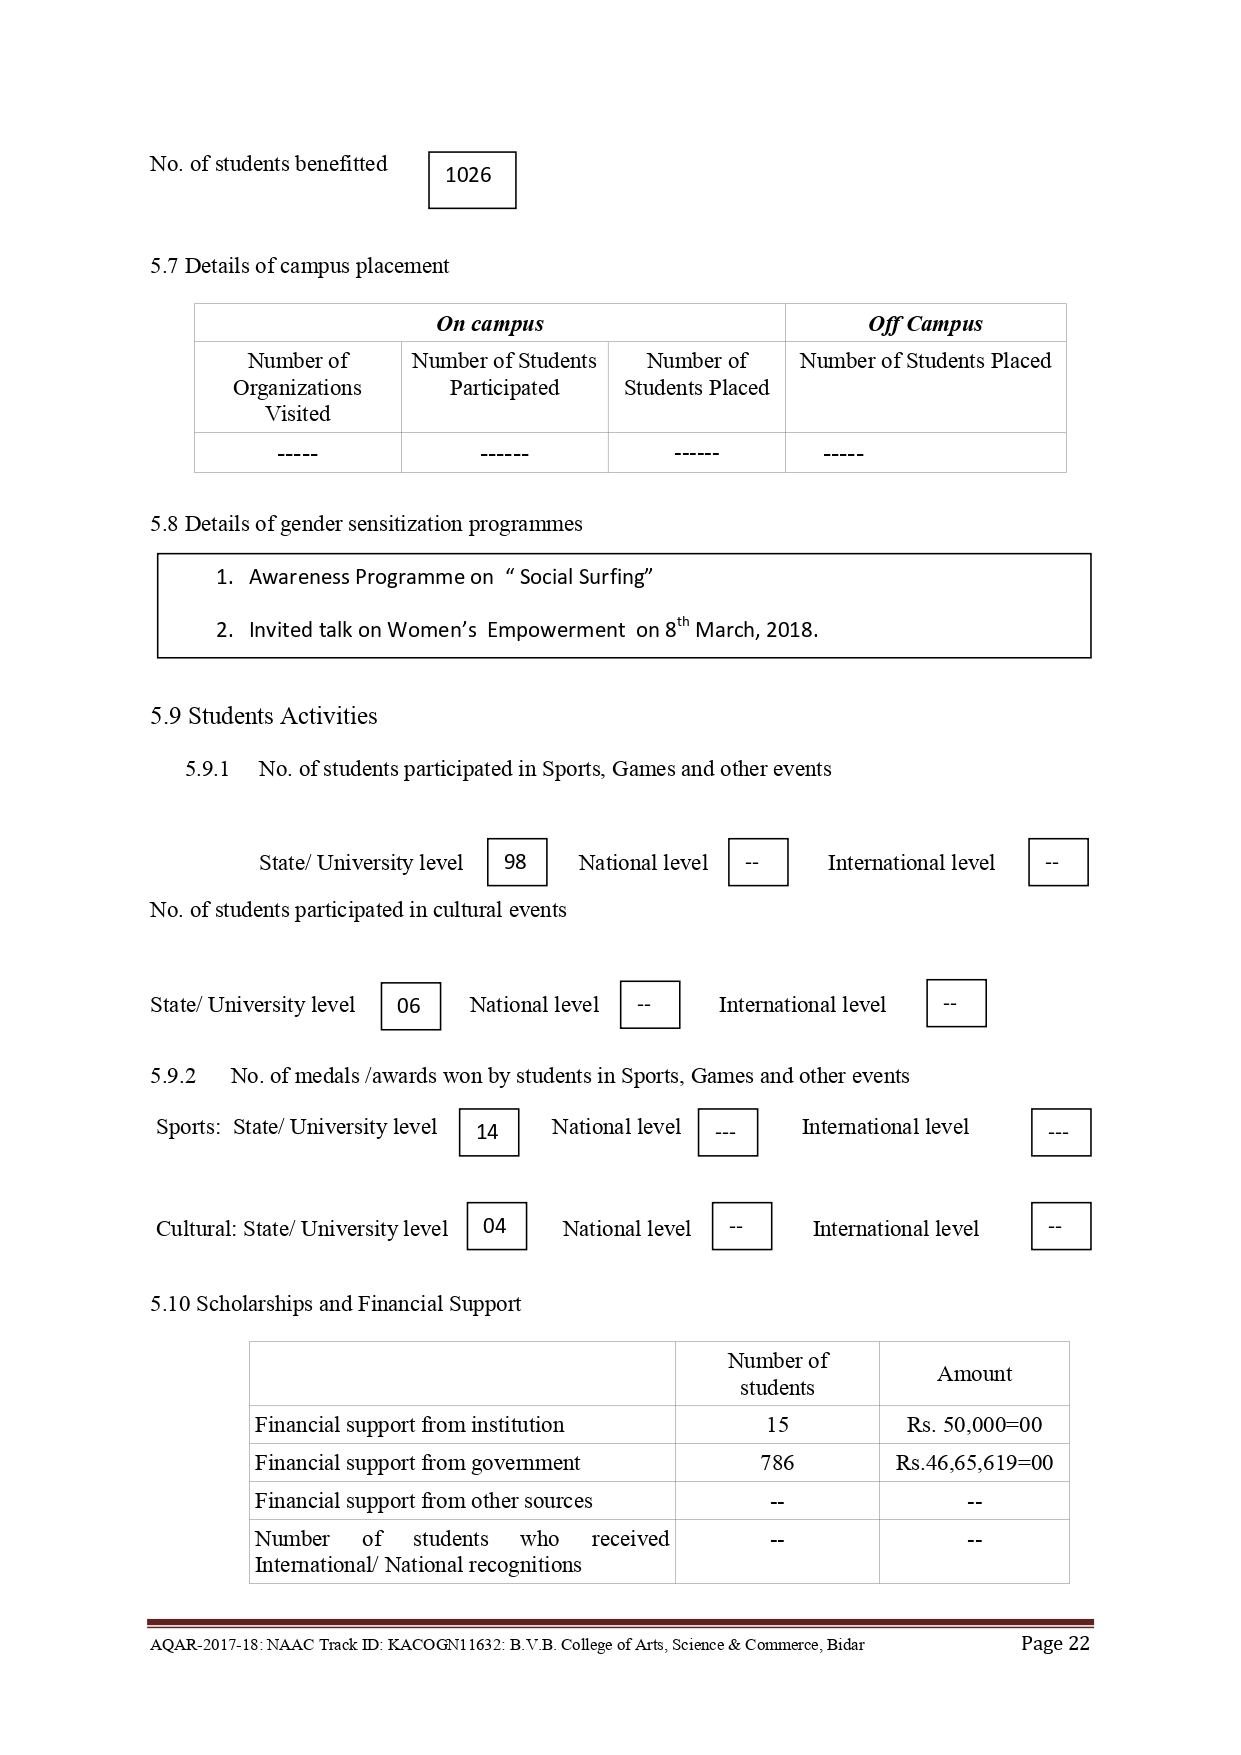 No. of students benefitted 1026
5.7 Details of campus placement
On campus Off Campus
Number of Number of Students Number of Number of Students Placed
Organizations Participated Students Placed
Visited
----- ------ ------ -----
5.8 Details of gender sensitization programmes
1. Awareness Programme on “ Social Surfing”
2. Invited talk on Women’s Empowerment on 8th March, 2018.
5.9 Students Activities
5.9.1 No. of students participated in Sports, Games and other events
State/ University level 98 National level -- International level --
No. of students participated in cultural events
State/ University level 06 National level -- International level --
5.9.2 No. of medals /awards won by students in Sports, Games and other events
Sports: State/ University level 14 National level --- International level ---
Cultural: State/ University level 04 National level -- International level --
5.10 Scholarships and Financial Support
Number of
students Amount
Financial support from institution 15 Rs. 50,000=00
Financial support from government 786 Rs.46,65,619=00
Financial support from other sources -- --
Number of students who received -- --
International/ National recognitions
AQAR-2017-18: NAAC Track ID: KACOGN11632: B.V.B. College of Arts, Science & Commerce, Bidar Page 22